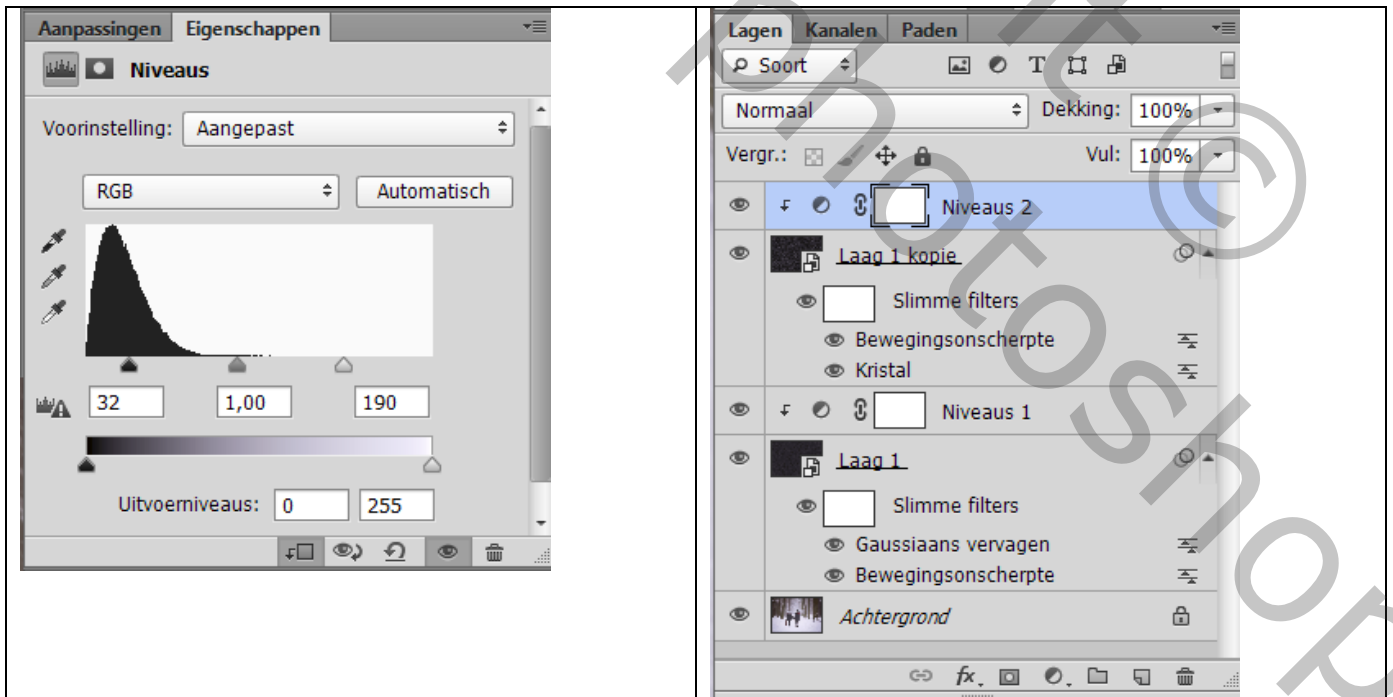 Aanpassingen Eigenschappen
Niveaus
Voorinstelling: Aangepast
RGB Automatisch
32 1,00 190
Uitvoerniveaus: 0 255
Lagen Kanalen Paden
Soort T
Normaal Dekking: 100%
Vergr.: Vul: 100%
Niveaus 2
Laag 1 kopie
Slimme filters
Bewegingsonscherpte
Kristal
Niveaus 1
Laag 1
Slimme filters
Gaussiaans vervagen
Bewegingsonscherpte
Achtergrond
fx.
©
photoshop